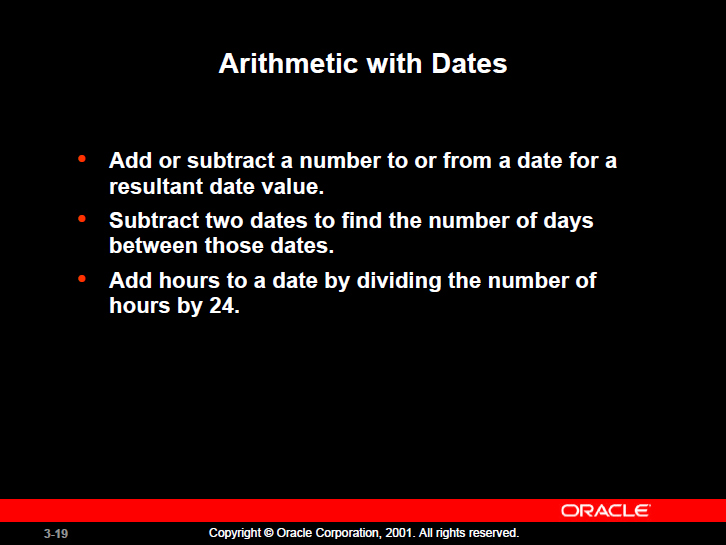 Arithmetic with Dates
• Add or subtract a number to or from a date for a
resultant date value.
• Subtract two dates to find the number of days
between those dates.
• Add hours to a date by dividing the number of
hours by 24.
ORACLE
3-19 Copyright © Oracle Corporation, 2001. All rights reserved.